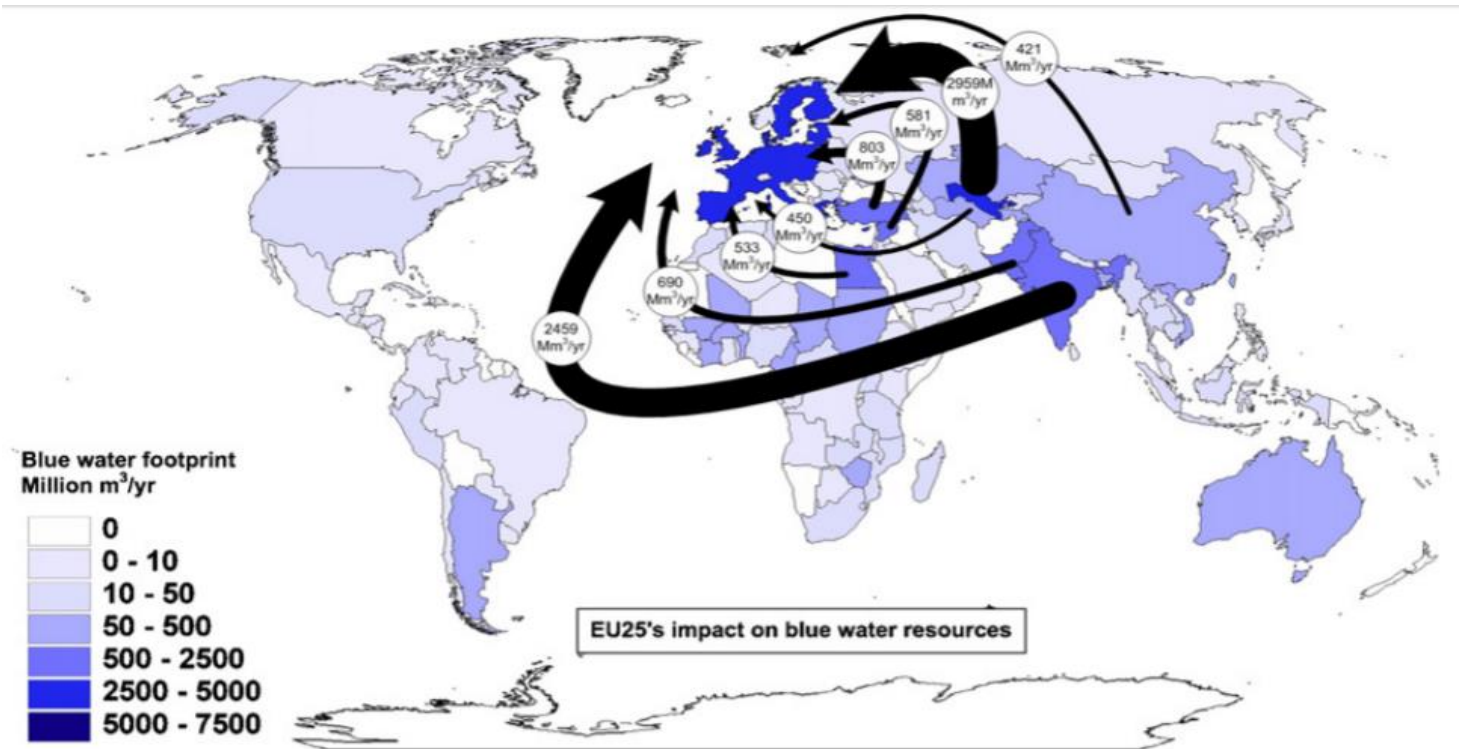 421
Mm³/yr
2959M
m³/yr
581
Mm³/yr
803
Mm³/yr
450
Mm³/yr
533
Mm³/yr
690
Mm³/yr
2459
Mm³/yr
Blue water footprint
Million m³/yr
0
0 - 10
10 - 50
50 - 500
500 - 2500
2500 - 5000
5000 - 7500
EU25's impact on blue water resources